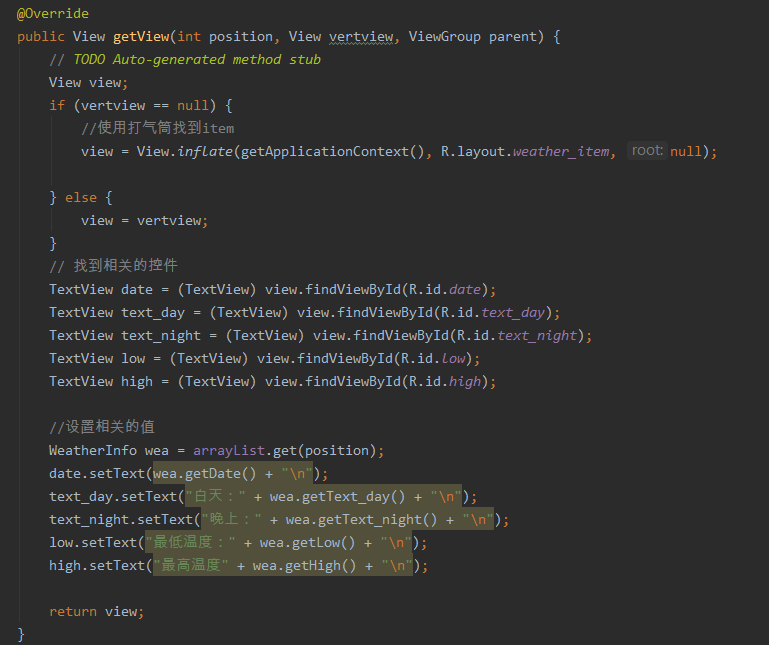 @Override
public View getView(int position, View vertview, ViewGroup parent) {
// TODO Auto-generated method stub
View view;
if (vertview == null) {
//使用打气筒找到item
view = View.inflate(getApplicationContext(), R.layout.weather_item, root: null);
} else {
view = vertview;
}
// 找到相关的控件
TextView date = (TextView) view.findViewById(R.id.date);
TextView text_day = (TextView) view.findViewById(R.id.text_day);
TextView text_night = (TextView) view.findViewById(R.id.text_night);
TextView low = (TextView) view.findViewById(R.id.low);
TextView high = (TextView) view.findViewById(R.id.high);
//设置相关的值
WeatherInfo wea = arrayList.get(position);
date.setText(wea.getDate() + "\n");
text_day.setText("白天：" + wea.getText_day() + "\n");
text_night.setText("晚上：" + wea.getText_night() + "\n");
low.setText("最低温度：" + wea.getLow() + "\n");
high.setText("最高温度" + wea.getHigh() + "\n");
return view;
}